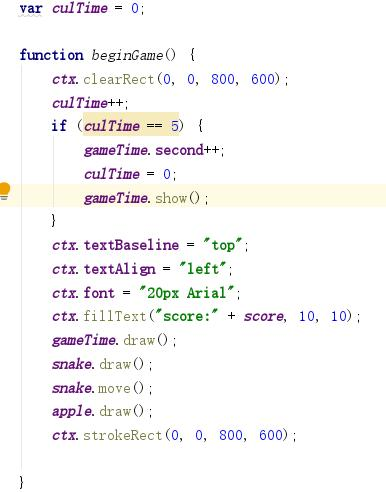 var culTime = 0;
function beginGame() {
ctx.clearRect(0, 0, 800, 600);
culTime++;
if (culTime == 5) {
gameTime.second++;
culTime = 0;
gameTime.show();
}
ctx.textBaseline = "top";
ctx.textAlign = "left";
ctx.font = "20px Arial";
ctx.fillText("score:" + score, 10, 10);
gameTime.draw();
snake.draw();
snake.move();
apple.draw();
ctx.strokeRect(0, 0, 800, 600);
}